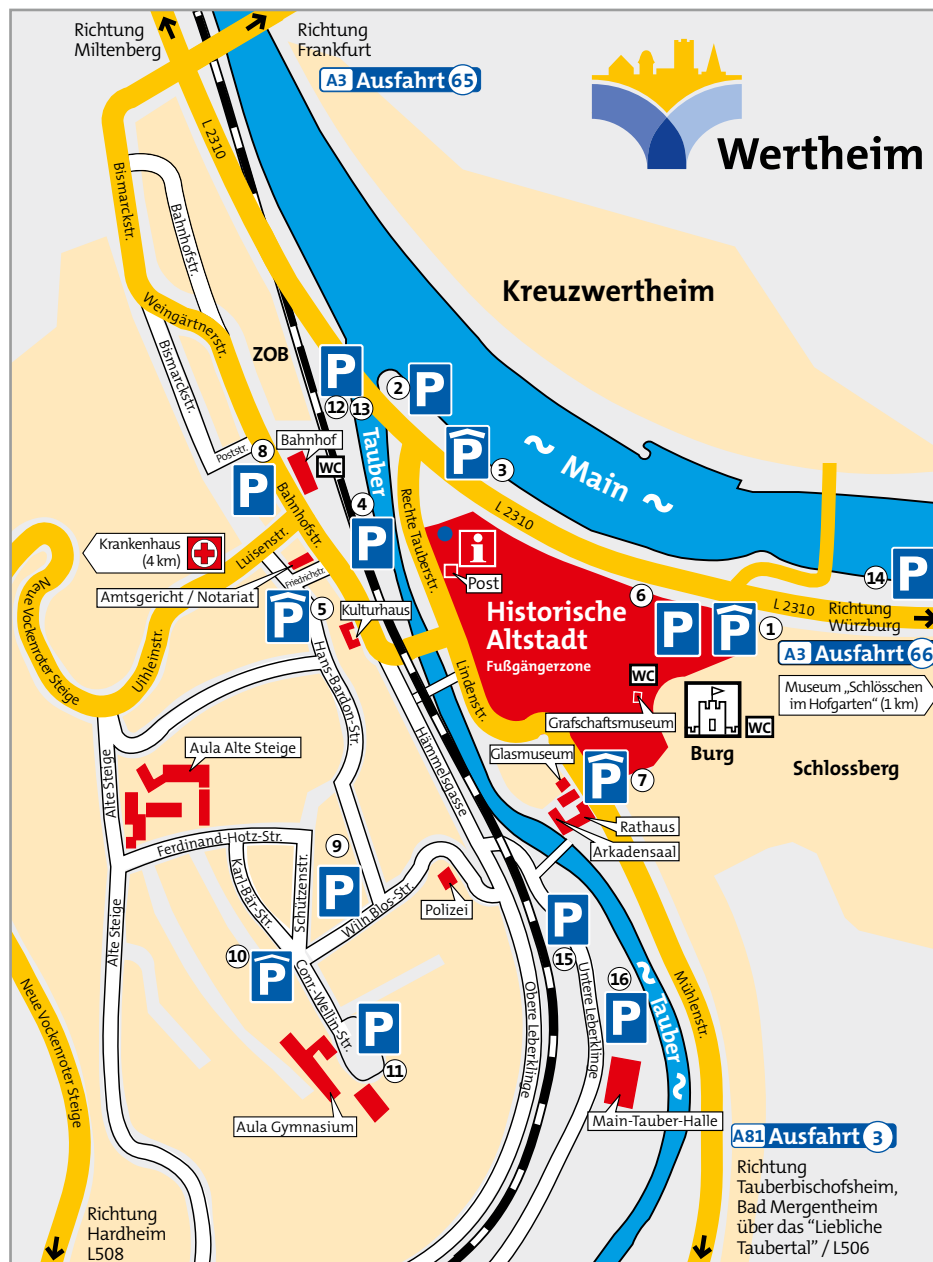 Richtung
Miltenberg
Richtung
Frankfurt
A3 Ausfahrt 65
Wertheim
L 2310
Bismarckstr.
Bahnhofstr.
Kreuzwertheim
Weingärtnerstr.
ZOB
Bismarckstr.
P
12 13
2 P
Tauber
P 3
~ Main ~
Poststr.
8
P
Bahnhof
WC
4
P
Bahnhofstr.
Rechte Tauberstr.
L 2310
Krankenhaus
(4 km)
Luisenstr.
Amtsgericht / Notariat
Friedrichstr.
i
Post
14 P
Neue Vockenroter Steige
Uihleinstr.
P 5
Kulturhaus
Historische
Altstadt
Fußgängerzone
6
P
P 1
L 2310
Richtung
Würzburg
A3 Ausfahrt 66
Museum „Schlösschen
im Hofgarten“ (1 km)
Hans-Bardon-Str.
Lindenstr.
WC
Grafschaftsmuseum
Burg
WC
Schlossberg
Hämmelsgasse
Glasmuseum
P 7
Rathaus
Arkadensaal
Aula Alte Steige
Alte Steige
Ferdinand-Hotz-Str.
9
P
Karl-Bär-Str.
Schützenstr.
Wiln.Blos-Str.
Polizei
Alte Steige
10
P
Conr.-Wellin-Str.
P
11
Aula Gymnasium
P
15
16
P
Obere Leberklinge
Untere Leberklinge
~ Tauber ~
Mühlenstr.
Main-Tauber-Halle
Neue Vockenroter Steige
Richtung
Hardheim
L508
A81 Ausfahrt 3
Richtung
Tauberbischofsheim,
Bad Mergentheim
über das “Liebliche
Taubertal” / L506